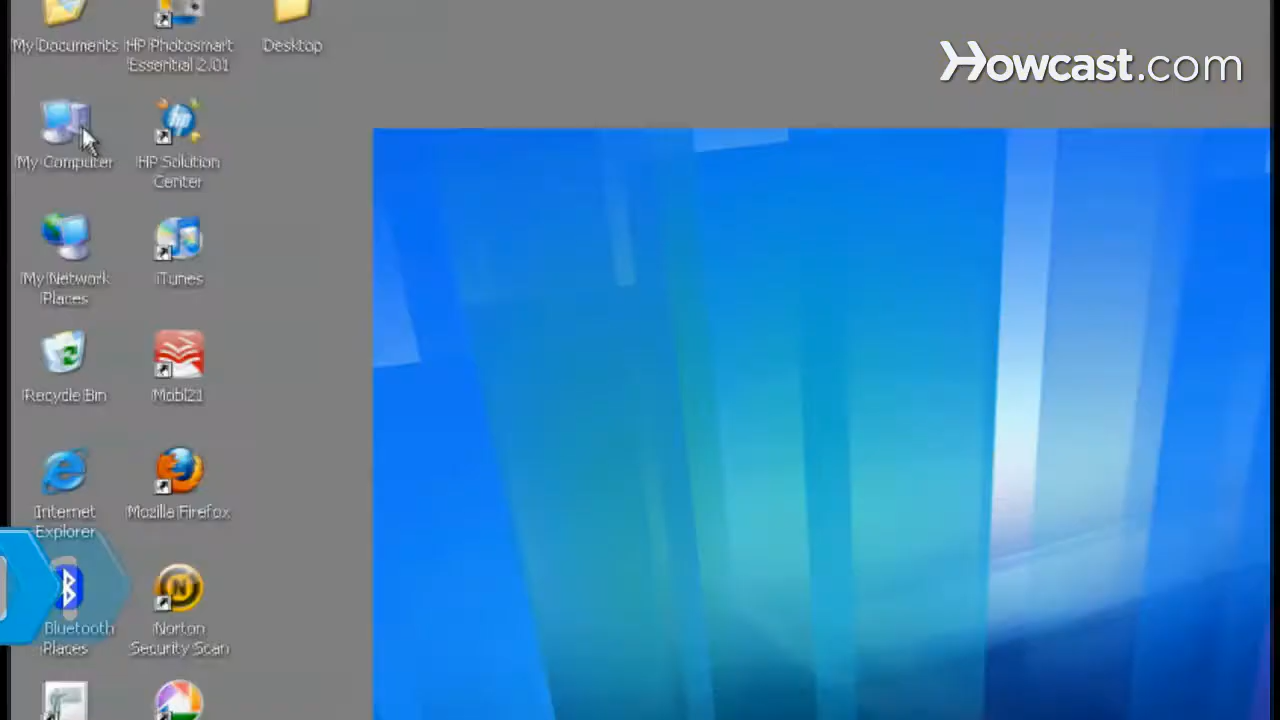 Howcast.com
My Documents
HP Photosmart
Essential 2.01
Desktop
My Computer
HP Solution
Center
My Network
Places
iTunes
Recycle Bin
Mobl21
Internet
Explorer
Mozilla Firefox
Bluetooth
Places
Norton
Security Scan